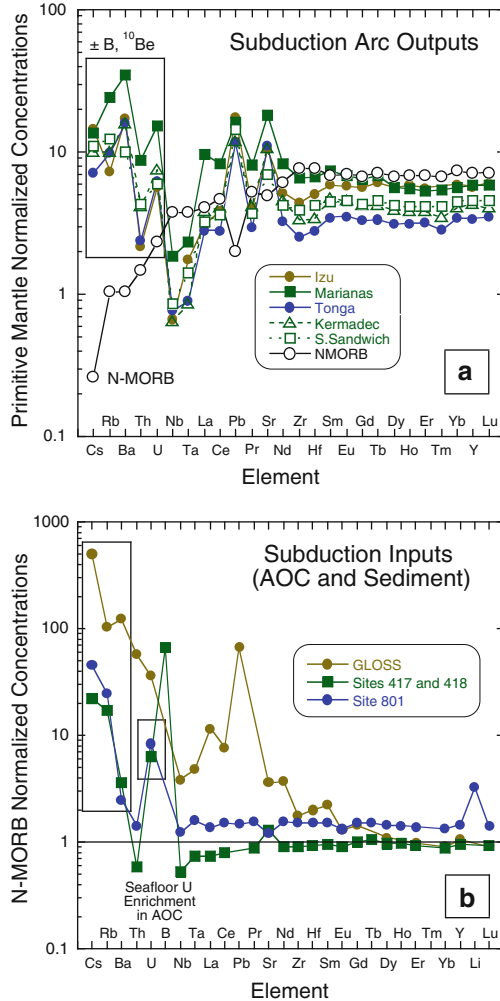 100
± B, ¹⁰Be
Subduction Arc Outputs
10
1
0.1
Primitive Mantle Normalized Concentrations
Izu
Marianas
Tonga
Kermadec
S.Sandwich
NMORB
N-MORB
a
Rb Th Nb La Pb Sr Zr Sm Gd Dy Er Yb Lu
Cs Ba U Ta Ce Pr Nd Hf Eu Tb Ho Tm Y
Element
1000
Subduction Inputs
(AOC and Sediment)
100
10
1
0.1
N-MORB Normalized Concentrations
GLOSS
Sites 417 and 418
Site 801
Seafloor U
Enrichment
in AOC
b
Rb Th B Ta Ce Pr Nd Hf Eu Tb Ho Tm Y Lu
Cs Ba U Nb La Pb Sr Zr Sm Gd Dy Er Yb Li
Element